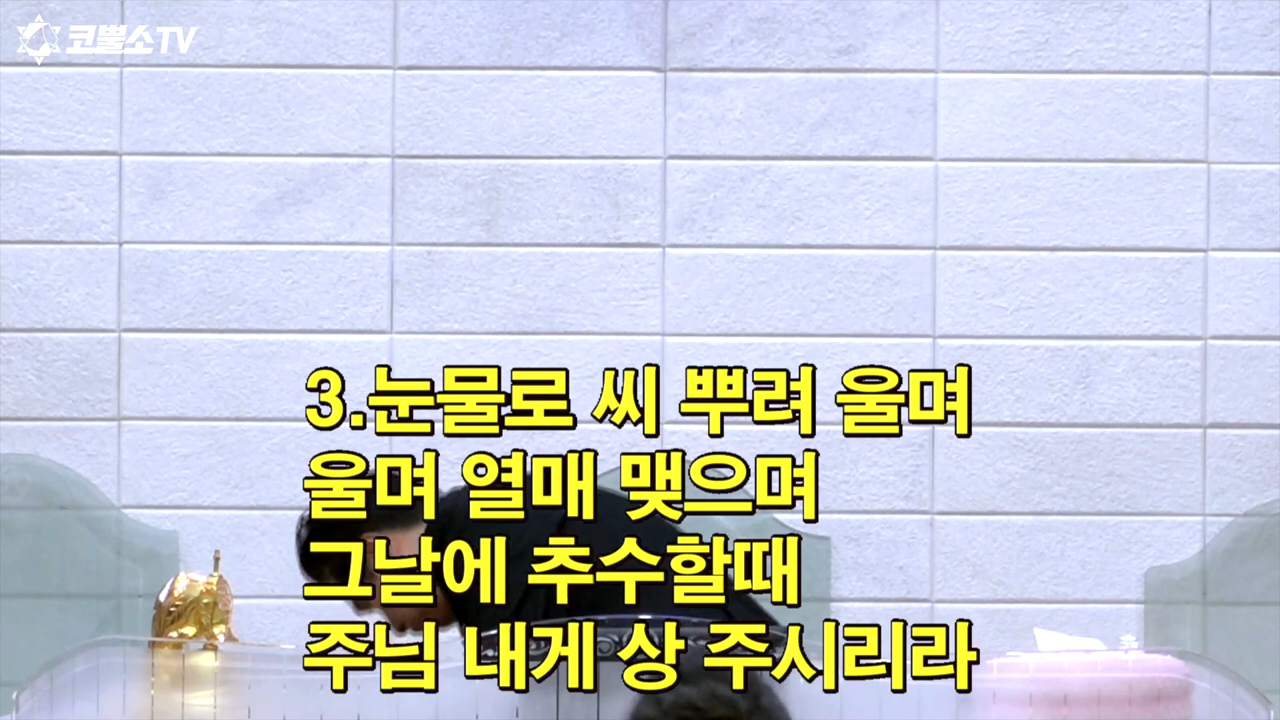 코뿔소TV
3.눈물로 씨 뿌려 울며
울며 열매 맺으며
그날에 추수할때
주님 내게 상 주시리라